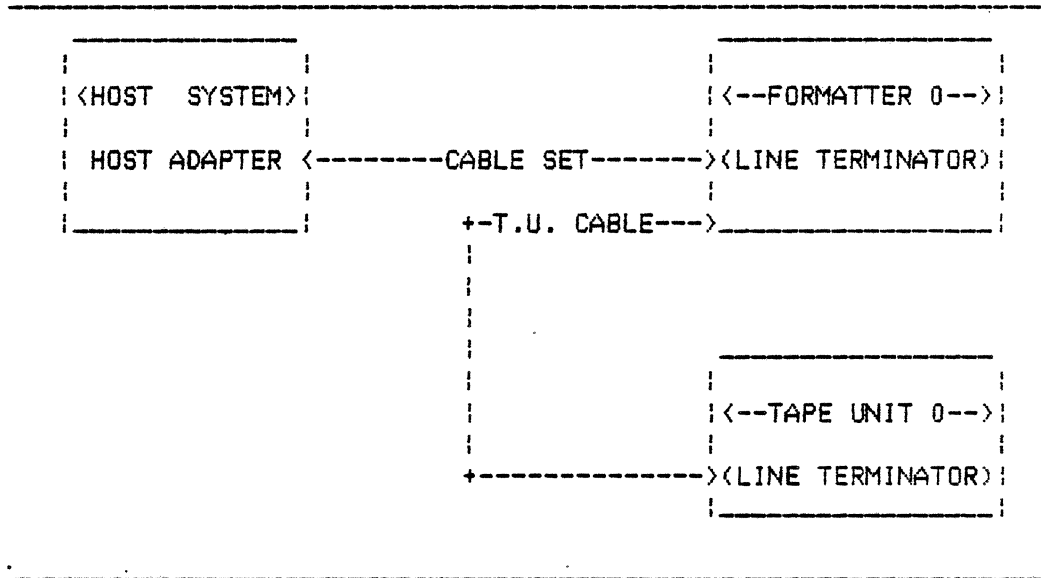 <HOST SYSTEM> <--FORMATTER 0-->
HOST ADAPTER <--------CABLE SET-------><LINE TERMINATOR>
+-T.U. CABLE--->
<--TAPE UNIT 0-->
+--------------><LINE TERMINATOR>